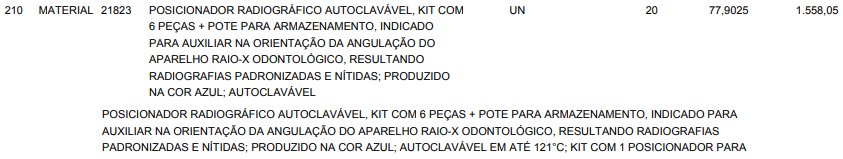 210 MATERIAL 21823 POSICIONADOR RADIOGRÁFICO AUTOCLAVÁVEL, KIT COM UN 20 77,9025 1.558,05
6 PEÇAS + POTE PARA ARMAZENAMENTO, INDICADO
PARA AUXILIAR NA ORIENTAÇÃO DA ANGULAÇÃO DO
APARELHO RAIO-X ODONTOLÓGICO, RESULTANDO
RADIOGRAFIAS PADRONIZADAS E NÍTIDAS; PRODUZIDO
NA COR AZUL; AUTOCLAVÁVEL
POSICIONADOR RADIOGRÁFICO AUTOCLAVÁVEL, KIT COM 6 PEÇAS + POTE PARA ARMAZENAMENTO, INDICADO PARA
AUXILIAR NA ORIENTAÇÃO DA ANGULAÇÃO DO APARELHO RAIO-X ODONTOLÓGICO, RESULTANDO RADIOGRAFIAS
PADRONIZADAS E NÍTIDAS; PRODUZIDO NA COR AZUL; AUTOCLAVÁVEL EM ATÉ 121°C; KIT COM 1 POSICIONADOR PARA